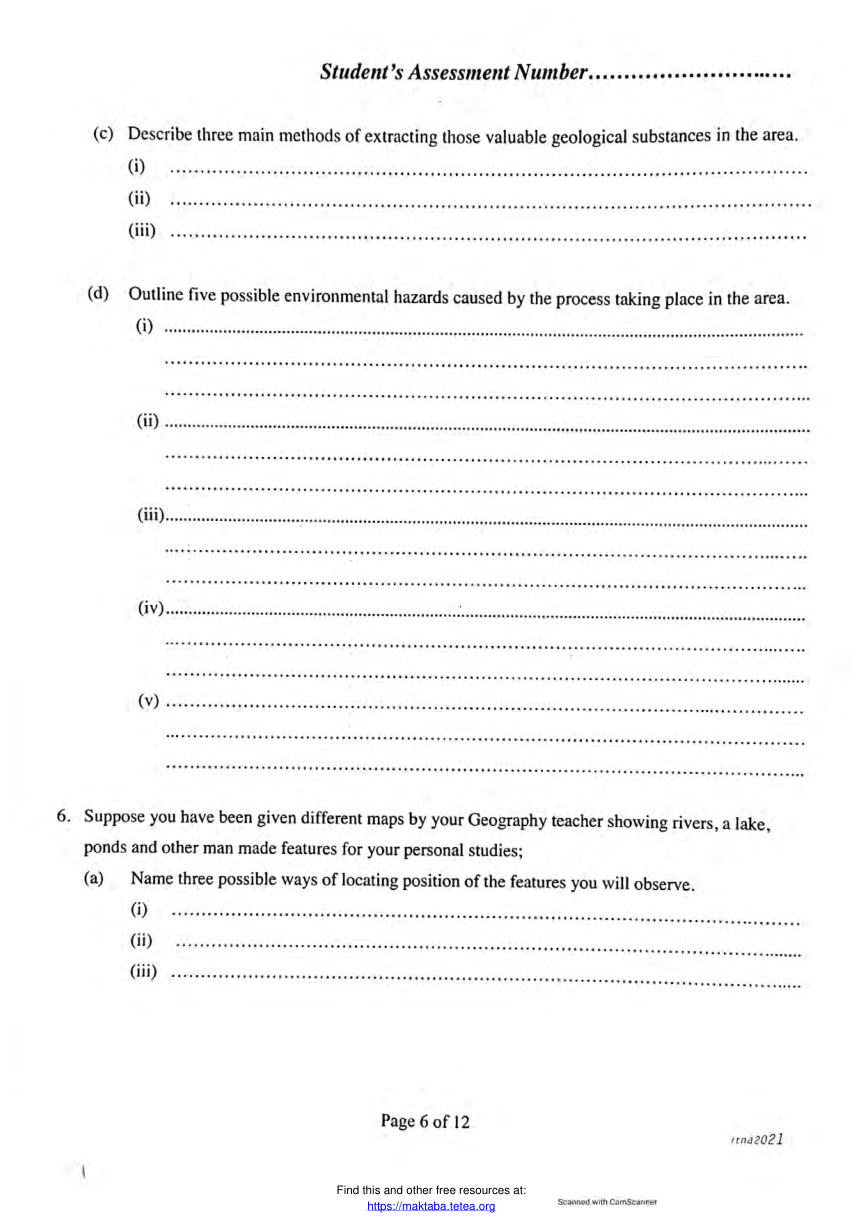 Student's Assessment Number.................................
(c) Describe three main methods of extracting those valuable geological substances in the area.
(i) ................................................................................
(ii) ................................................................................
(iii) ................................................................................
(d) Outline five possible environmental hazards caused by the process taking place in the area.
(i) ................................................................................
................................................................................
................................................................................
(ii) ................................................................................
................................................................................
................................................................................
(iii)................................................................................
................................................................................
................................................................................
(iv)................................................................................
................................................................................
................................................................................
(v) ................................................................................
................................................................................
................................................................................
6. Suppose you have been given different maps by your Geography teacher showing rivers, a lake,
ponds and other man made features for your personal studies;
(a) Name three possible ways of locating position of the features you will observe.
(i) ................................................................................
(ii) ................................................................................
(iii) ................................................................................
Page 6 of 12
rtna2021
Find this and other free resources at:
https://maktaba.tetea.org
Scanned with CamScanner